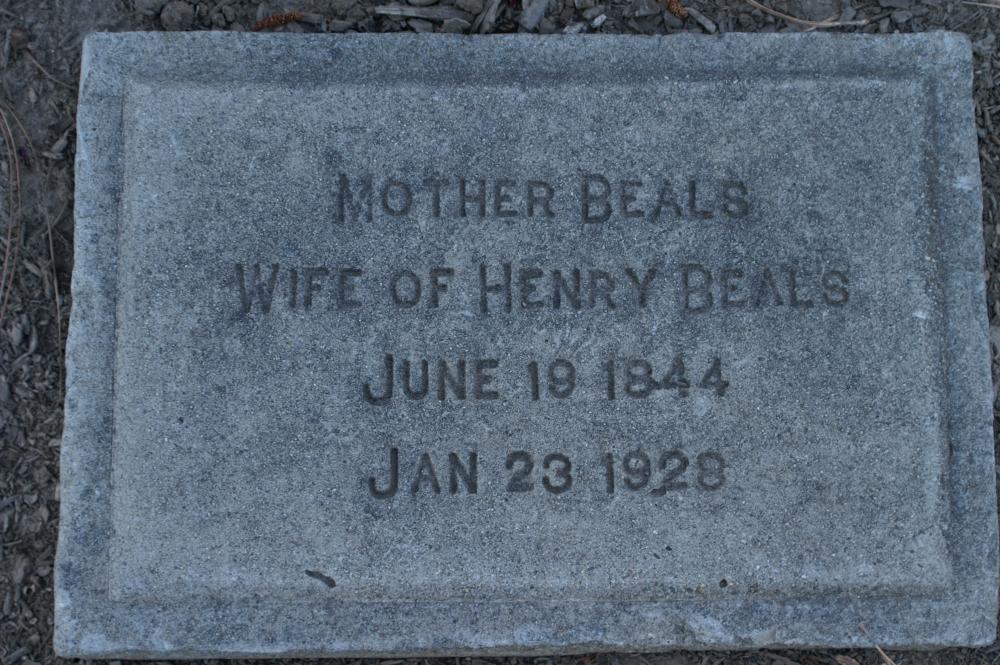 MOTHER BEALS
WIFE OF HENRY BEALS
JUNE 19 1844
JAN 23 1928